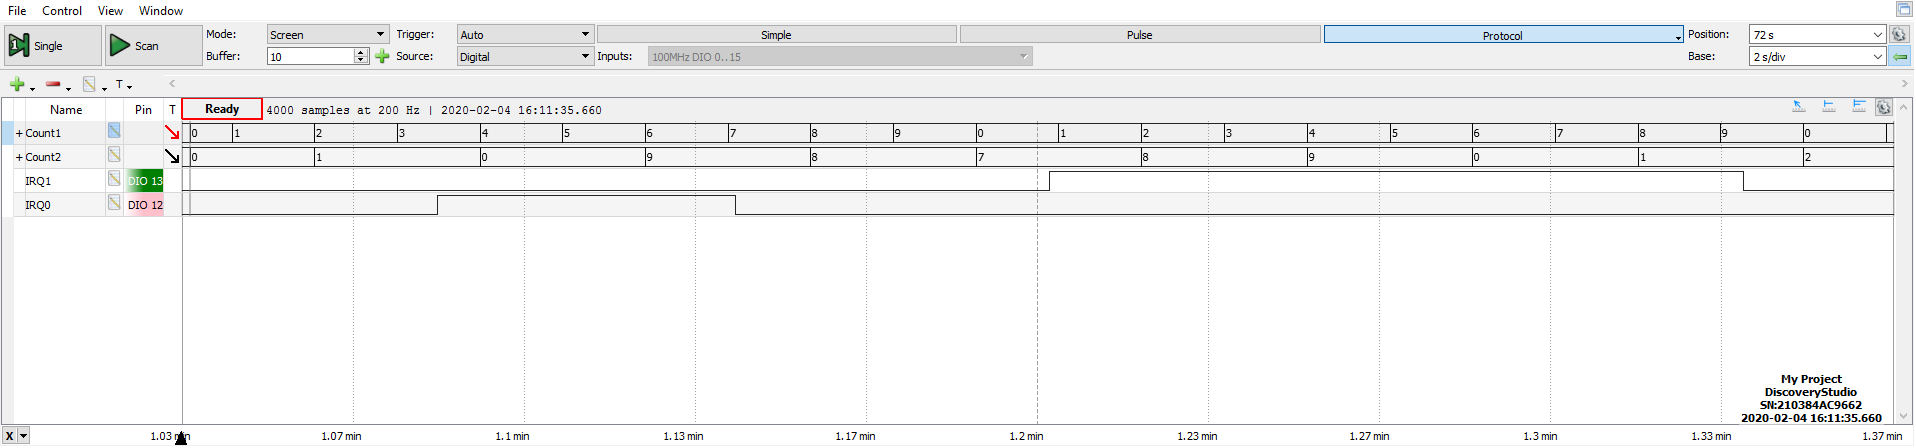 File Control View Window
1 Single Scan Mode: Screen Trigger: Auto Simple Pulse Protocol Position: 72 s
Buffer: 10 Source: Digital Inputs: 100MHz DIO 0..15 Base: 2 s/div
T
Name Pin T Ready 4000 samples at 200 Hz | 2020-02-04 16:11:35.660
+ Count1 0 1 2 3 4 5 6 7 8 9 0 1 2 3 4 5 6 7 8 9 0
+ Count2 0 1 0 9 8 7 8 9 0 1 2
IRQ1 DIO 13
IRQ0 DIO 12
My Project
DiscoveryStudio
SN:210384AC9662
2020-02-04 16:11:35.660
X 1.03 min 1.07 min 1.1 min 1.13 min 1.17 min 1.2 min 1.23 min 1.27 min 1.3 min 1.33 min 1.37 min